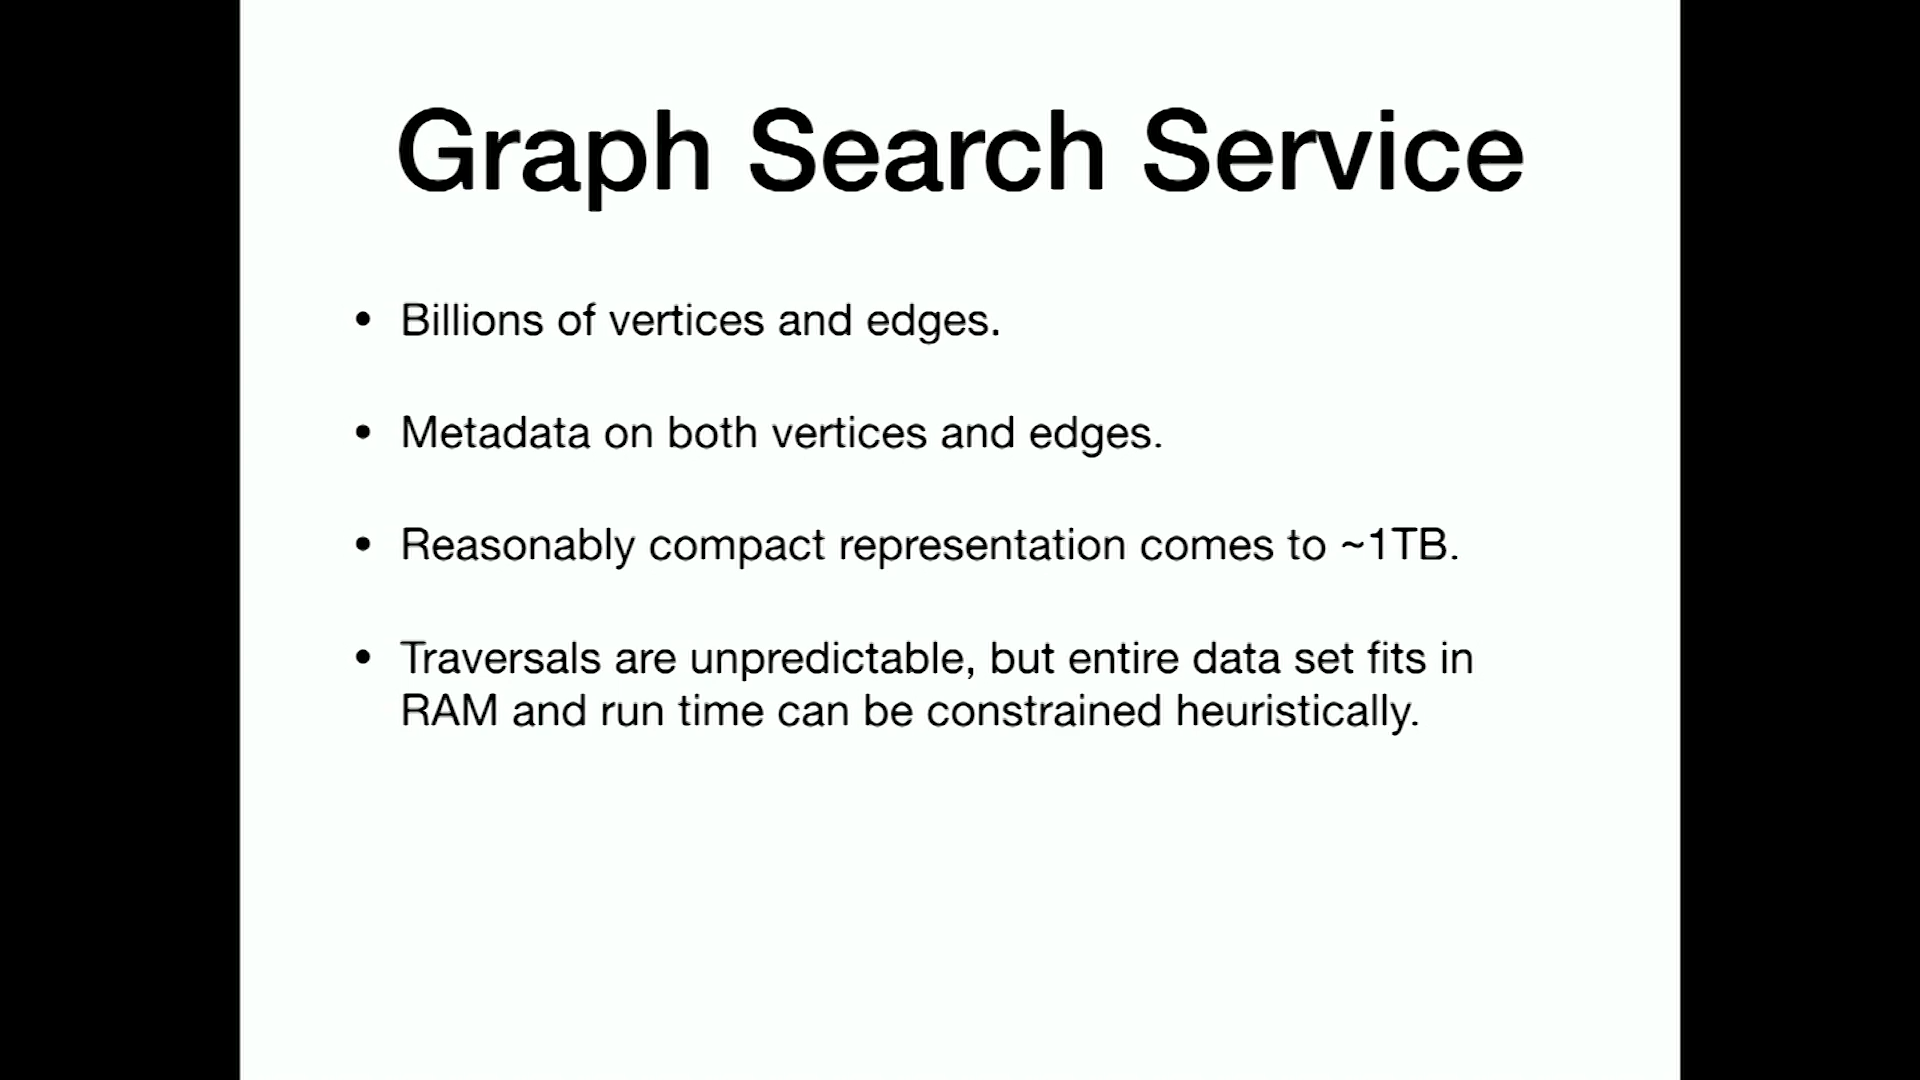 Graph Search Service
• Billions of vertices and edges.
• Metadata on both vertices and edges.
• Reasonably compact representation comes to ~1TB.
• Traversals are unpredictable, but entire data set fits in
RAM and run time can be constrained heuristically.